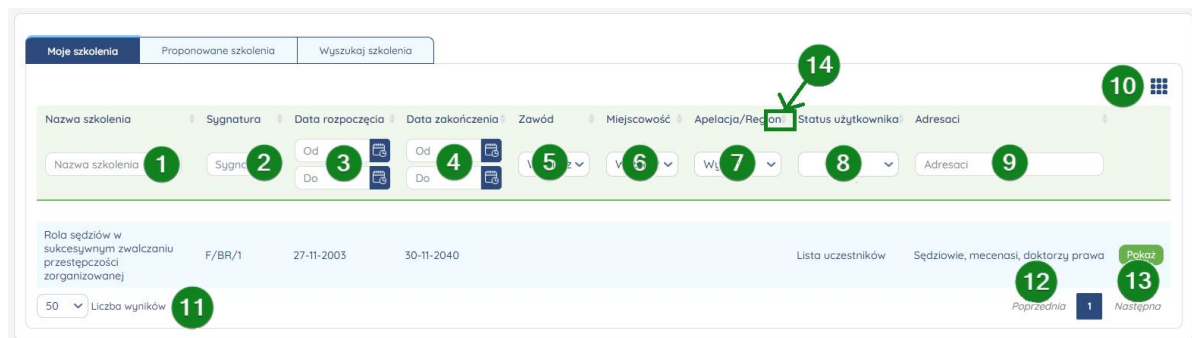 Moje szkolenia Proponowane szkolenia Wyszukaj szkolenia
14
10
Nazwa szkolenia Sygnatura Data rozpoczęcia Data zakończenia Zawód Miejscowość Apelacja/Region Status użytkownika Adresaci
Od Od
Nazwa szkolenia 1 2 3 4 5 6 7 8 Adresaci 9
Do Do
Rola sędziów w
sukcesywnym zwalczaniu
przestępczości
zorganizowanej
F/BR/1 27-11-2003 30-11-2040 Lista uczestników Sędziowie, mecenasi, doktorzy prawa Pokaż
12 13
50 Liczba wyników 11 Poprzednia 1 Następna